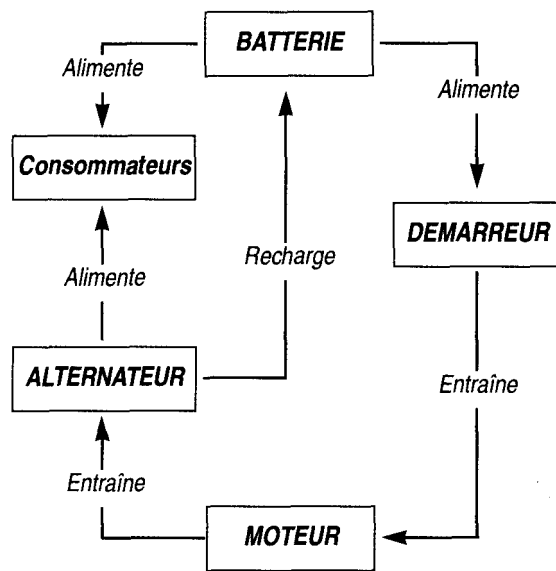 BATTERIE
Alimente
Alimente
Consommateurs
DEMARREUR
Recharge
Alimente
ALTERNATEUR
Entraîne
Entraîne
MOTEUR